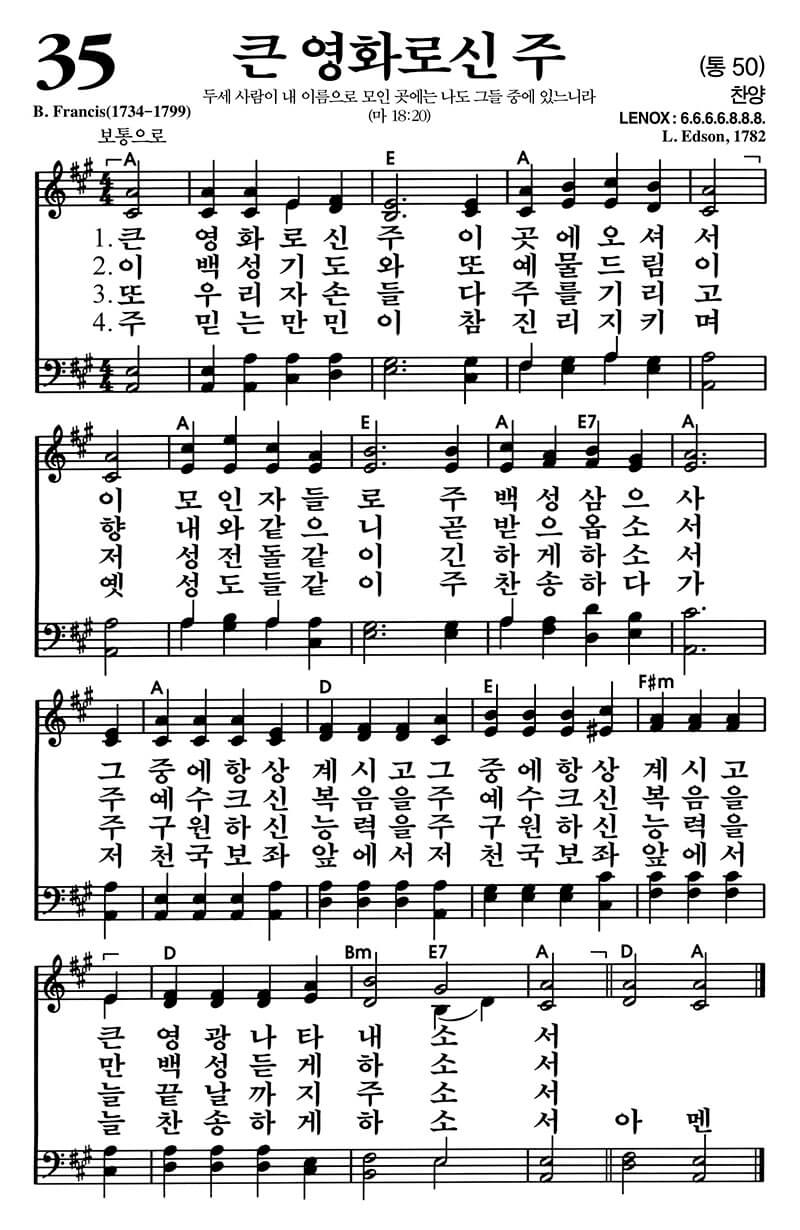 35
큰 영화로신 주
(통 50)
두세 사람이 내 이름으로 모인 곳에는 나도 그들 중에 있느니라
찬양
B. Francis(1734-1799)
(마 18:20)
LENOX : 6.6.6.6.8.8.8.
보통으로
L. Edson, 1782
A E A
1. 큰 영 화 로 신 주 이 곳 에 오 셔 서
2. 이 백 성 기 도 와 또 예 물 드 림 이
3. 또 우 리 자 손 들 다 주 를 기 리 고
4. 주 믿 는 만 민 이 참 진 리 지 키 며
A E A E7 A
이 모 인 자 들 로 주 백 성 삼 으 사
향 내 와 같 으 니 곧 받 으 옵 소 서
저 성 전 돌 같 이 긴 하 게 하 소 서
옛 성 도 들 같 이 주 찬 송 하 다 가
A D E F#m
그 중 에 항 상 계 시 고 그 중 에 항 상 계 시 고
주 예 수 크 신 복 음 을 주 예 수 크 신 복 음 을
주 구 원 하 신 능 력 을 주 구 원 하 신 능 력 을
저 천 국 보 좌 앞 에 서 저 천 국 보 좌 앞 에 서
D Bm E7 A D A
큰 영 광 나 타 내 소 서
만 백 성 듣 게 하 소 서
늘 끝 날 까 지 주 소 서
늘 찬 송 하 게 하 소 서 아 멘